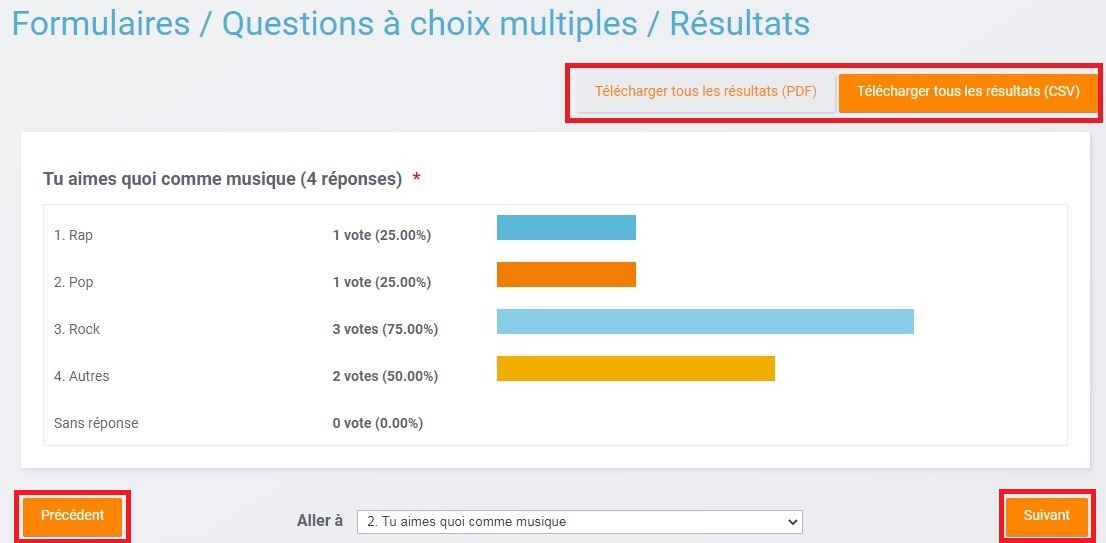 Formulaires / Questions à choix multiples / Résultats
Télécharger tous les résultats (PDF) Télécharger tous les résultats (CSV)
Tu aimes quoi comme musique (4 réponses) *
1. Rap 1 vote (25.00%)
2. Pop 1 vote (25.00%)
3. Rock 3 votes (75.00%)
4. Autres 2 votes (50.00%)
Sans réponse 0 vote (0.00%)
Précédent Aller à 2. Tu aimes quoi comme musique Suivant